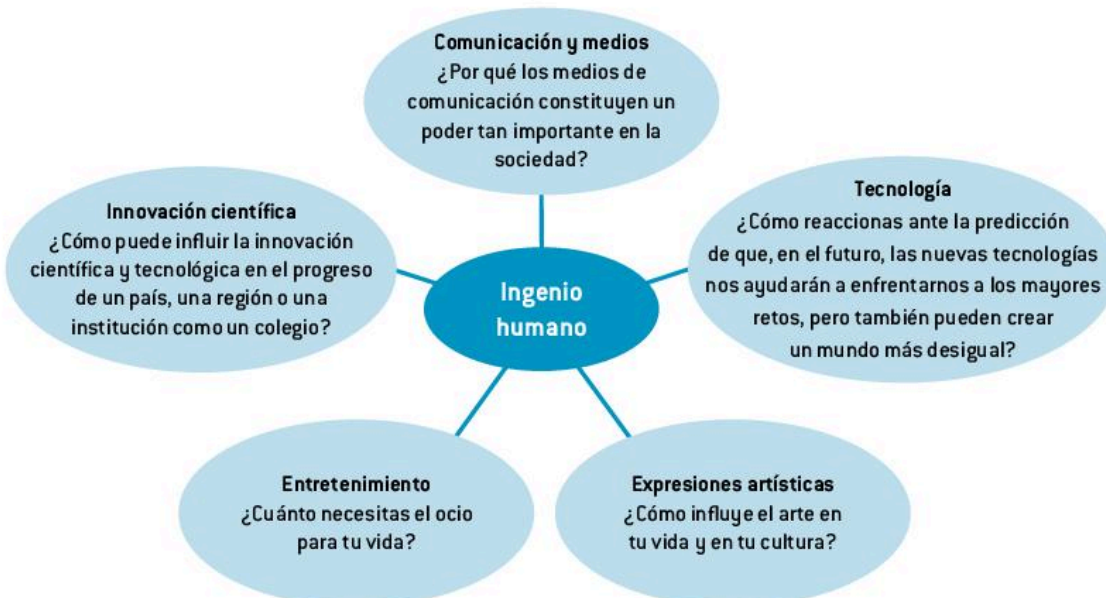 Comunicación y medios
¿Por qué los medios de
comunicación constituyen un
poder tan importante en la
sociedad?
Innovación científica
¿Cómo puede influir la innovación
científica y tecnológica en el progreso
de un país, una región o una
institución como un colegio?
Tecnología
¿Cómo reaccionas ante la predicción
de que, en el futuro, las nuevas tecnologías
nos ayudarán a enfrentarnos a los mayores
retos, pero también pueden crear
un mundo más desigual?
Ingenio
humano
Entretenimiento
¿Cuánto necesitas el ocio
para tu vida?
Expresiones artísticas
¿Cómo influye el arte en
tu vida y en tu cultura?